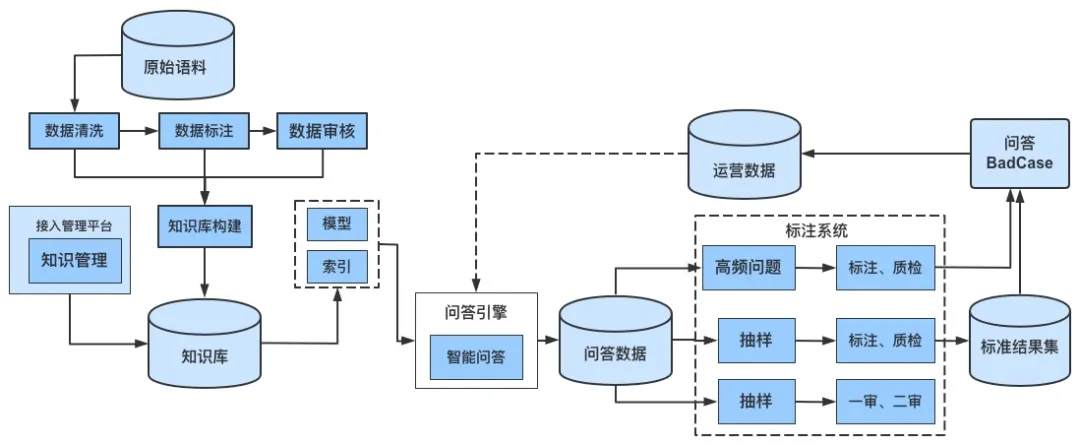 原始语料
数据清洗
数据标注
数据审核
接入管理平台
知识管理
知识库构建
知识库
模型
索引
问答引擎
智能问答
问答数据
运营数据
标注系统
高频问题
标注、质检
抽样
标注、质检
抽样
一审、二审
问答
BadCase
标准结果集